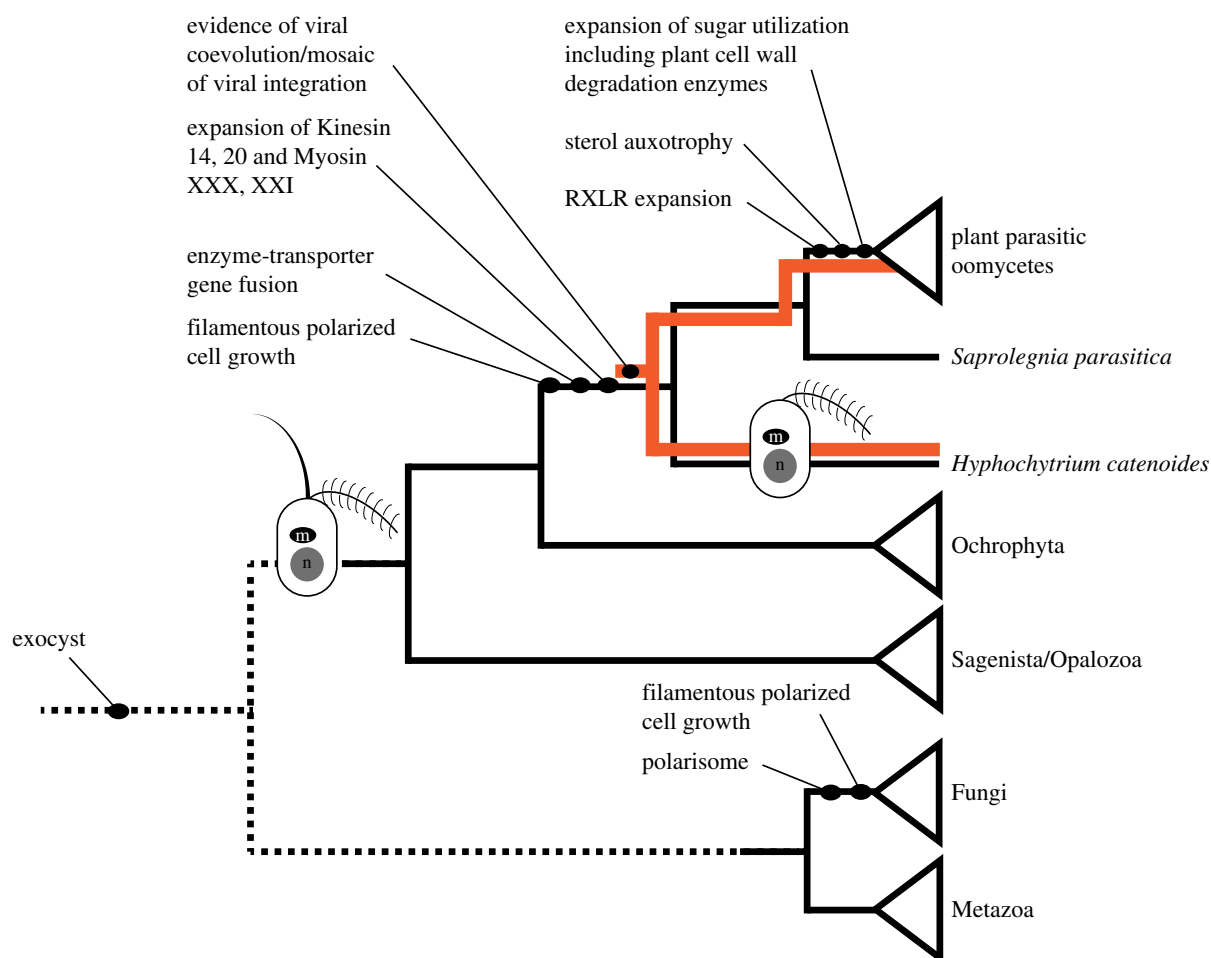 evidence of viral
coevolution/mosaic
of viral integration
expansion of sugar utilization
including plant cell wall
degradation enzymes
expansion of Kinesin
14, 20 and Myosin
XXX, XXI
sterol auxotrophy
RXLR expansion
enzyme-transporter
gene fusion
filamentous polarized
cell growth
plant parasitic
oomycetes
Saprolegnia parasitica
m
n
Hyphochytrium catenoides
m
n
Ochrophyta
exocyst
Sagenista/Opalozoa
filamentous polarized
cell growth
polarisome
Fungi
Metazoa